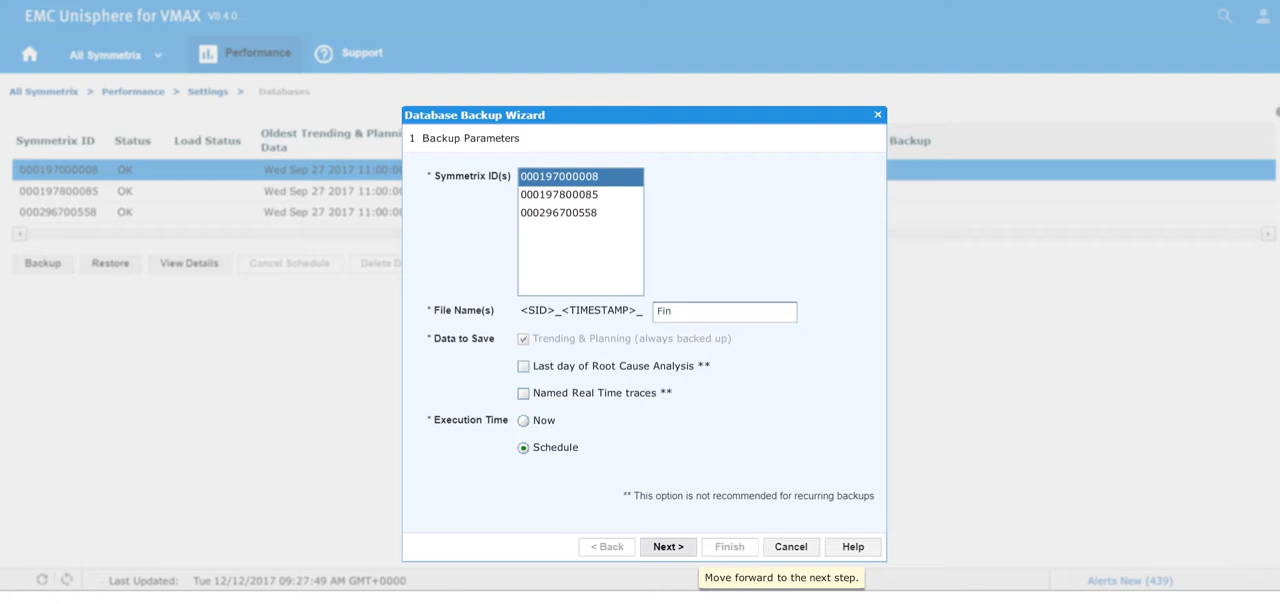 EMC Unisphere for VMAX V8.4.0...
All Symmetrix Performance Support
All Symmetrix > Performance > Settings > Databases
Symmetrix ID Status Load Status Oldest Trending & Planni
Data Backup
000197000008 OK Wed Sep 27 2017 11:00:0
000197800085 OK Wed Sep 27 2017 11:00:0
000296700558 OK Wed Sep 27 2017 11:00:0
Backup Restore View Details Cancel Schedule Delete D
Database Backup Wizard
1 Backup Parameters
* Symmetrix ID(s) 000197000008
000197800085
000296700558
* File Name(s) <SID>_<TIMESTAMP>_ Fin
* Data to Save Trending & Planning (always backed up)
Last day of Root Cause Analysis **
Named Real Time traces **
* Execution Time Now
Schedule
** This option is not recommended for recurring backups
< Back Next > Finish Cancel Help
Move forward to the next step.
Last Updated: Tue 12/12/2017 09:27:49 AM GMT+0000 Alerts New (439)